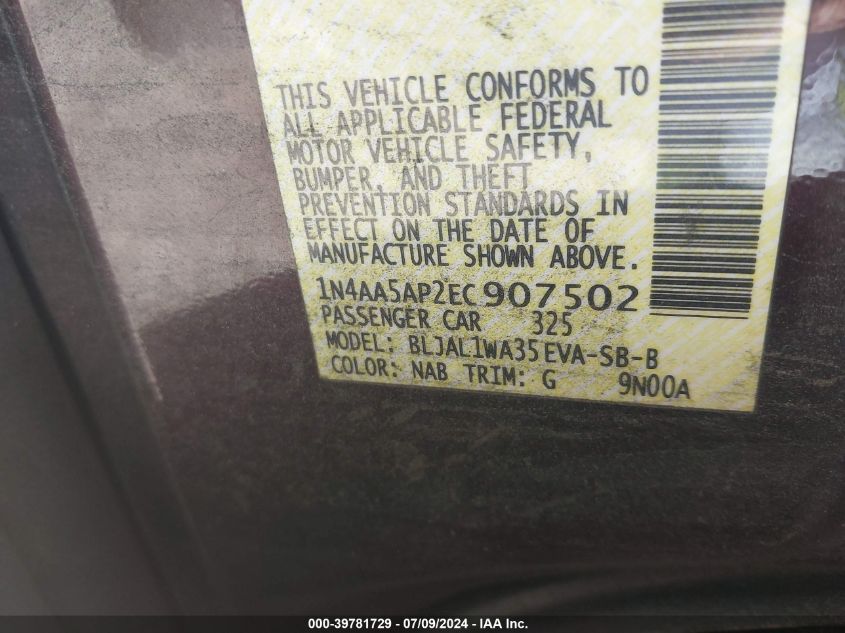 THIS VEHICLE CONFORMS TO
ALL APPLICABLE FEDERAL
MOTOR VEHICLE SAFETY,
BUMPER, AND THEFT
PREVENTION STANDARDS IN
EFFECT ON THE DATE OF
MANUFACTURE SHOWN ABOVE.
1N4AA5AP2EC907502
PASSENGER CAR 325
MODEL: BLJAL1WA35EVA-SB-B
COLOR: NAB TRIM: G 9N00A
000-39781729 - 07/09/2024 - IAA Inc.